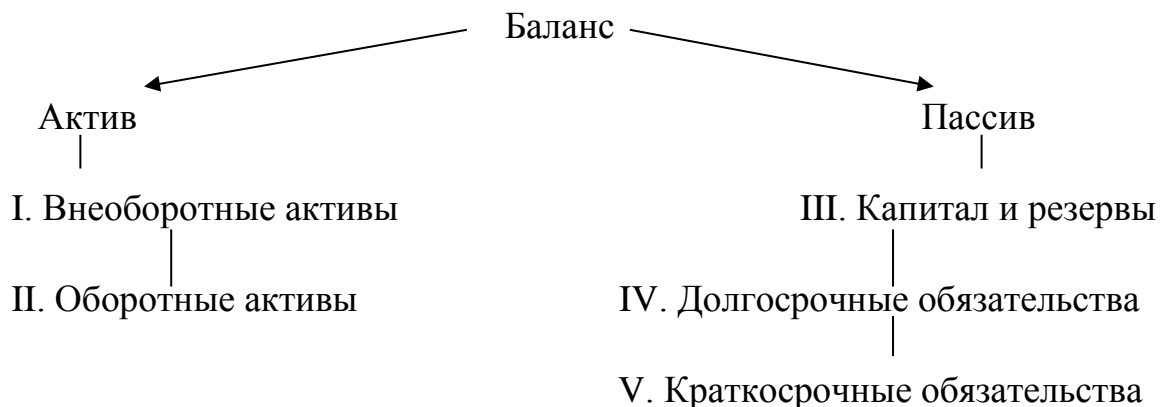 Баланс
Актив
Пассив
I. Внеоборотные активы
III. Капитал и резервы
II. Оборотные активы
IV. Долгосрочные обязательства
V. Краткосрочные обязательства